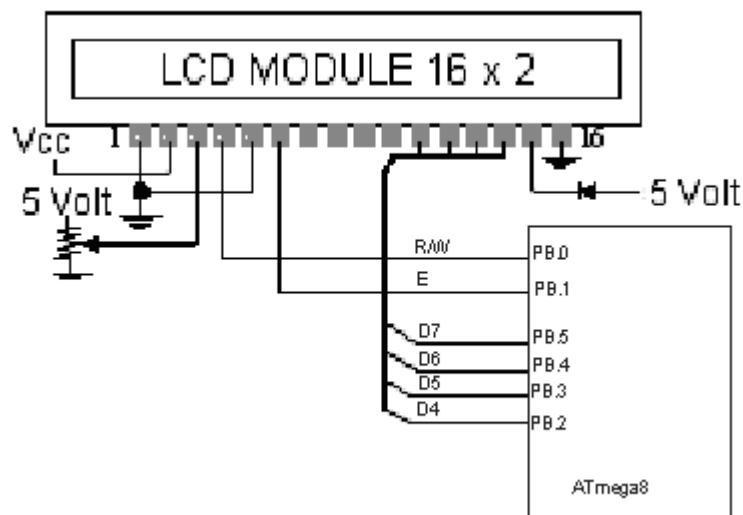 LCD MODULE 16 x 2
1 16
Vcc
5 Volt
5 Volt
R/W PB.0
E PB.1
D7 PB.5
D6 PB.4
D5 PB.3
D4 PB.2
ATmega8